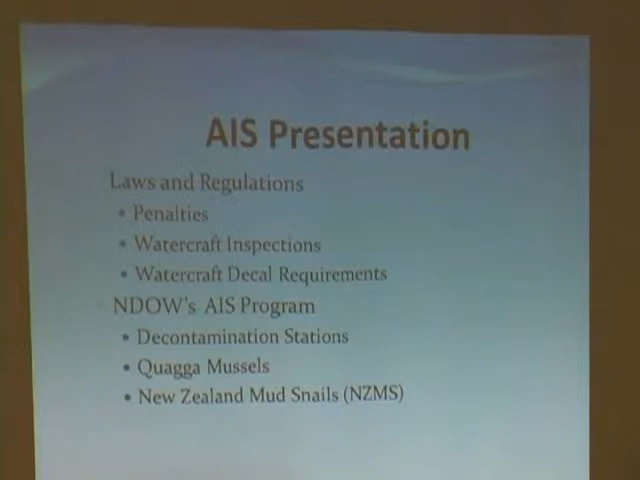 AIS Presentation
Laws and Regulations
• Penalties
• Watercraft Inspections
• Watercraft Decal Requirements
NDOW's AIS Program
• Decontamination Stations
• Quagga Mussels
• New Zealand Mud Snails (NZMS)